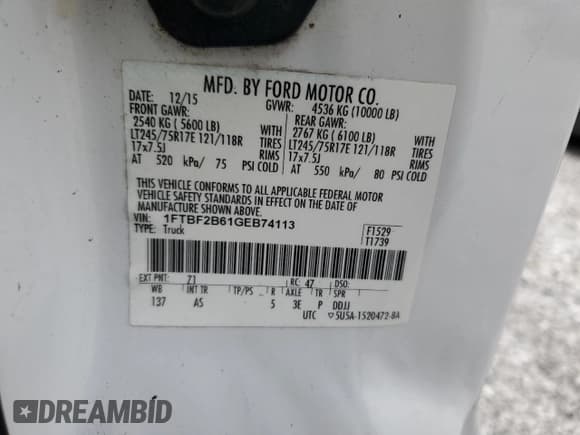 MFD. BY FORD MOTOR CO.
DATE: 12/15 GVWR: 4536 KG (10000 LB)
FRONT GAWR: REAR GAWR:
2540 KG ( 5600 LB) WITH 2767 KG ( 6100 LB) WITH
LT245/75R17E 121/118R TIRES LT245/75R17E 121/118R TIRES
17x7.5J RIMS 17x7.5J RIMS
AT 520 kPa/ 75 PSI COLD AT 550 kPa/ 80 PSI COLD
THIS VEHICLE CONFORMS TO ALL APPLICABLE FEDERAL MOTOR
VEHICLE SAFETY STANDARDS IN EFFECT ON THE DATE OF
MANUFACTURE SHOWN ABOVE.
VIN: 1FTBF2B61GEB74113 F1529
TYPE: Truck T1739
EXT PNT: Z1 RC: 47 DSO:
WB INT TR TP/PS R AXLE TR SPR
137 AS 5 3E P DDJJ
UTC ▽5U5A-1520472-BA
DREAMBID